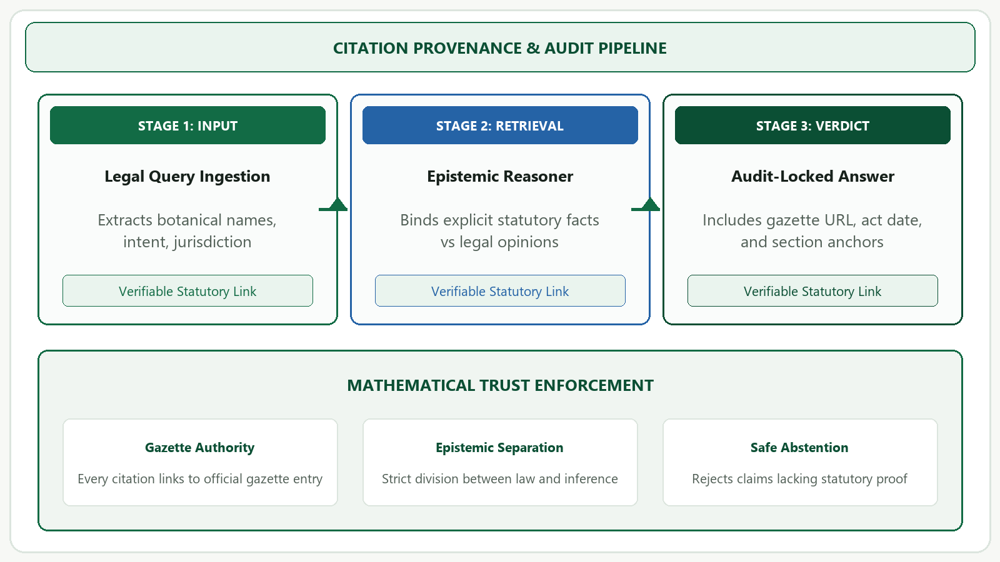 CITATION PROVENANCE & AUDIT PIPELINE
STAGE 1: INPUT
Legal Query Ingestion
Extracts botanical names,
intent, jurisdiction
Verifiable Statutory Link
STAGE 2: RETRIEVAL
Epistemic Reasoner
Binds explicit statutory facts
vs legal opinions
Verifiable Statutory Link
STAGE 3: VERDICT
Audit-Locked Answer
Includes gazette URL, act date,
and section anchors
Verifiable Statutory Link
MATHEMATICAL TRUST ENFORCEMENT
Gazette Authority
Every citation links to official gazette entry
Epistemic Separation
Strict division between law and inference
Safe Abstention
Rejects claims lacking statutory proof